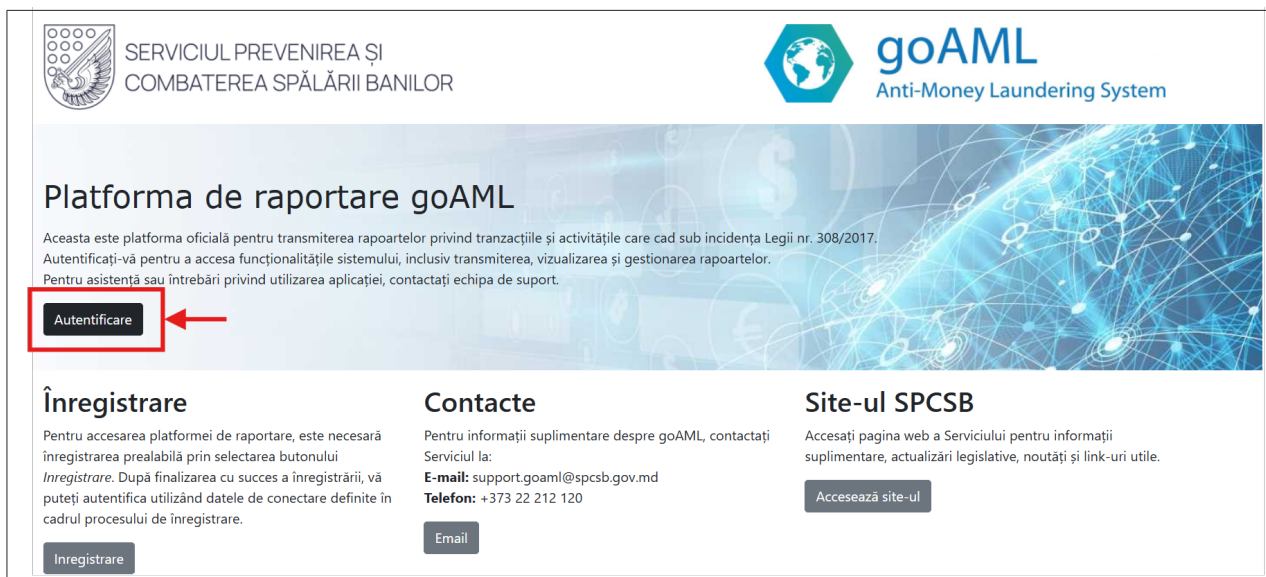 SERVICIUL PREVENIREA ȘI
COMBATEREA SPĂLĂRII BANILOR
goAML
Anti-Money Laundering System
Platforma de raportare goAML
Aceasta este platforma oficială pentru transmiterea rapoartelor privind tranzacțiile și activitățile care cad sub incidența Legii nr. 308/2017.
Autentificați-vă pentru a accesa funcționalitățile sistemului, inclusiv transmiterea, vizualizarea și gestionarea rapoartelor.
Pentru asistență sau întrebări privind utilizarea aplicației, contactați echipa de suport.
Autentificare
Înregistrare
Pentru accesarea platformei de raportare, este necesară
înregistrarea prealabilă prin selectarea butonului
Inregistrare. După finalizarea cu succes a înregistrării, vă
puteți autentifica utilizând datele de conectare definite în
cadrul procesului de înregistrare.
Inregistrare
Contacte
Pentru informații suplimentare despre goAML, contactați
Serviciul la:
E-mail: support.goaml@spcsb.gov.md
Telefon: +373 22 212 120
Email
Site-ul SPCSB
Accesați pagina web a Serviciului pentru informații
suplimentare, actualizări legislative, noutăți și link-uri utile.
Accesează site-ul